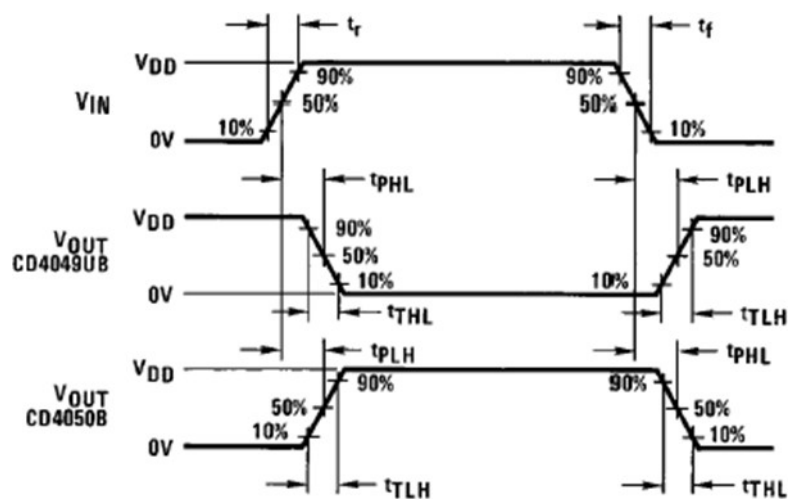 tr tf
VDD
90% 90%
VIN 50% 50%
10% 10%
0V
tPHL tPLH
VDD
90% 90%
VOUT 50% 50%
CD4049UB
10% 10%
0V
tTHL tTLH
tPLH tPHL
VDD
90% 90%
VOUT 50% 50%
CD4050B
10% 10%
0V
tTLH tTHL